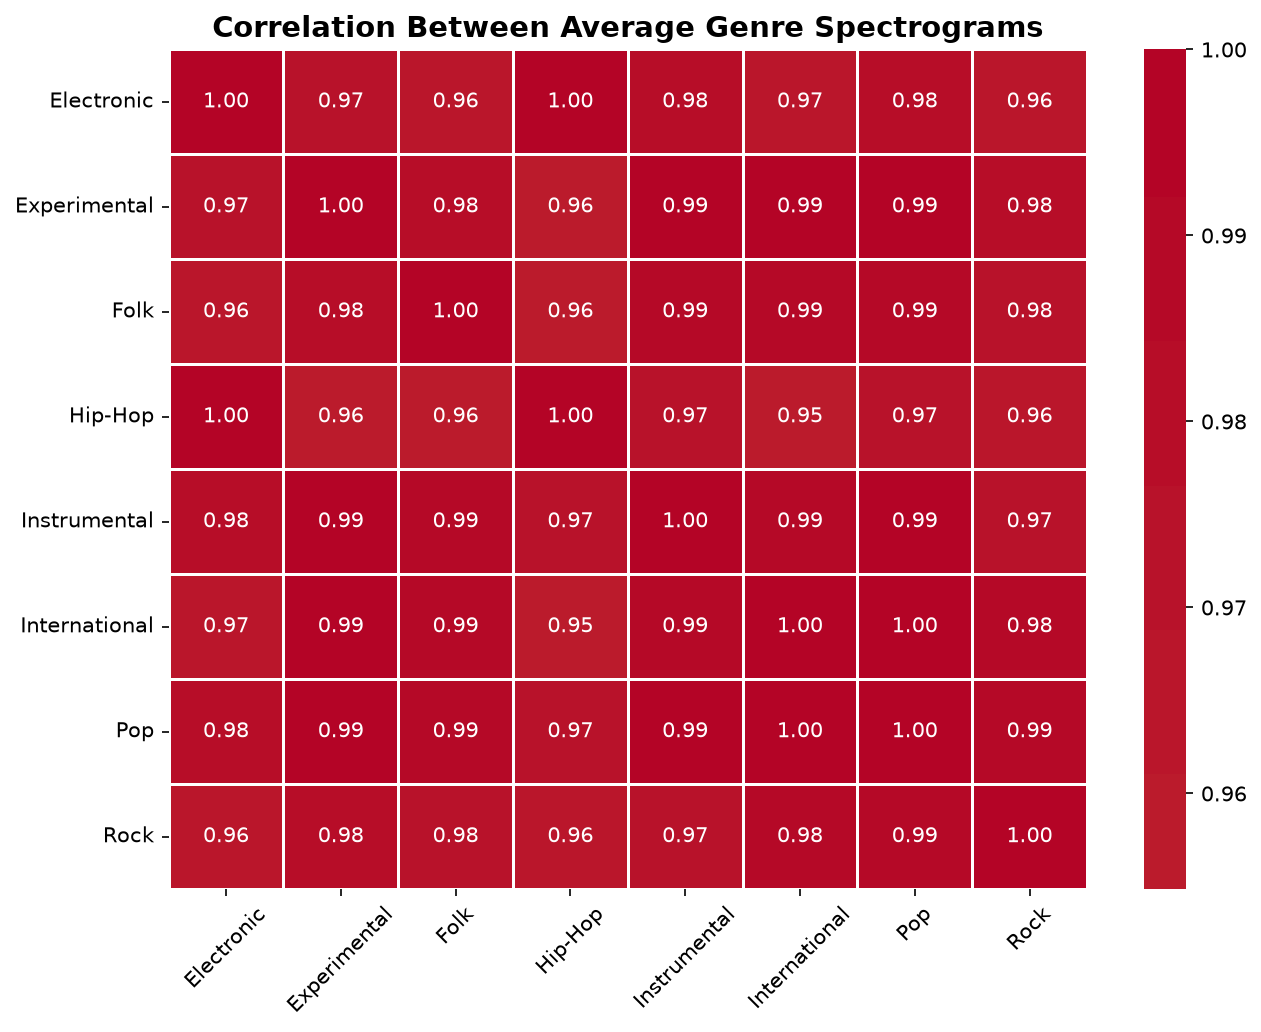 Correlation Between Average Genre Spectrograms
Electronic 1.00 0.97 0.96 1.00 0.98 0.97 0.98 0.96
Experimental 0.97 1.00 0.98 0.96 0.99 0.99 0.99 0.98
Folk 0.96 0.98 1.00 0.96 0.99 0.99 0.99 0.98
Hip-Hop 1.00 0.96 0.96 1.00 0.97 0.95 0.97 0.96
Instrumental 0.98 0.99 0.99 0.97 1.00 0.99 0.99 0.97
International 0.97 0.99 0.99 0.95 0.99 1.00 1.00 0.98
Pop 0.98 0.99 0.99 0.97 0.99 1.00 1.00 0.99
Rock 0.96 0.98 0.98 0.96 0.97 0.98 0.99 1.00
Electronic Experimental Folk Hip-Hop Instrumental International Pop Rock
1.00
0.99
0.98
0.97
0.96